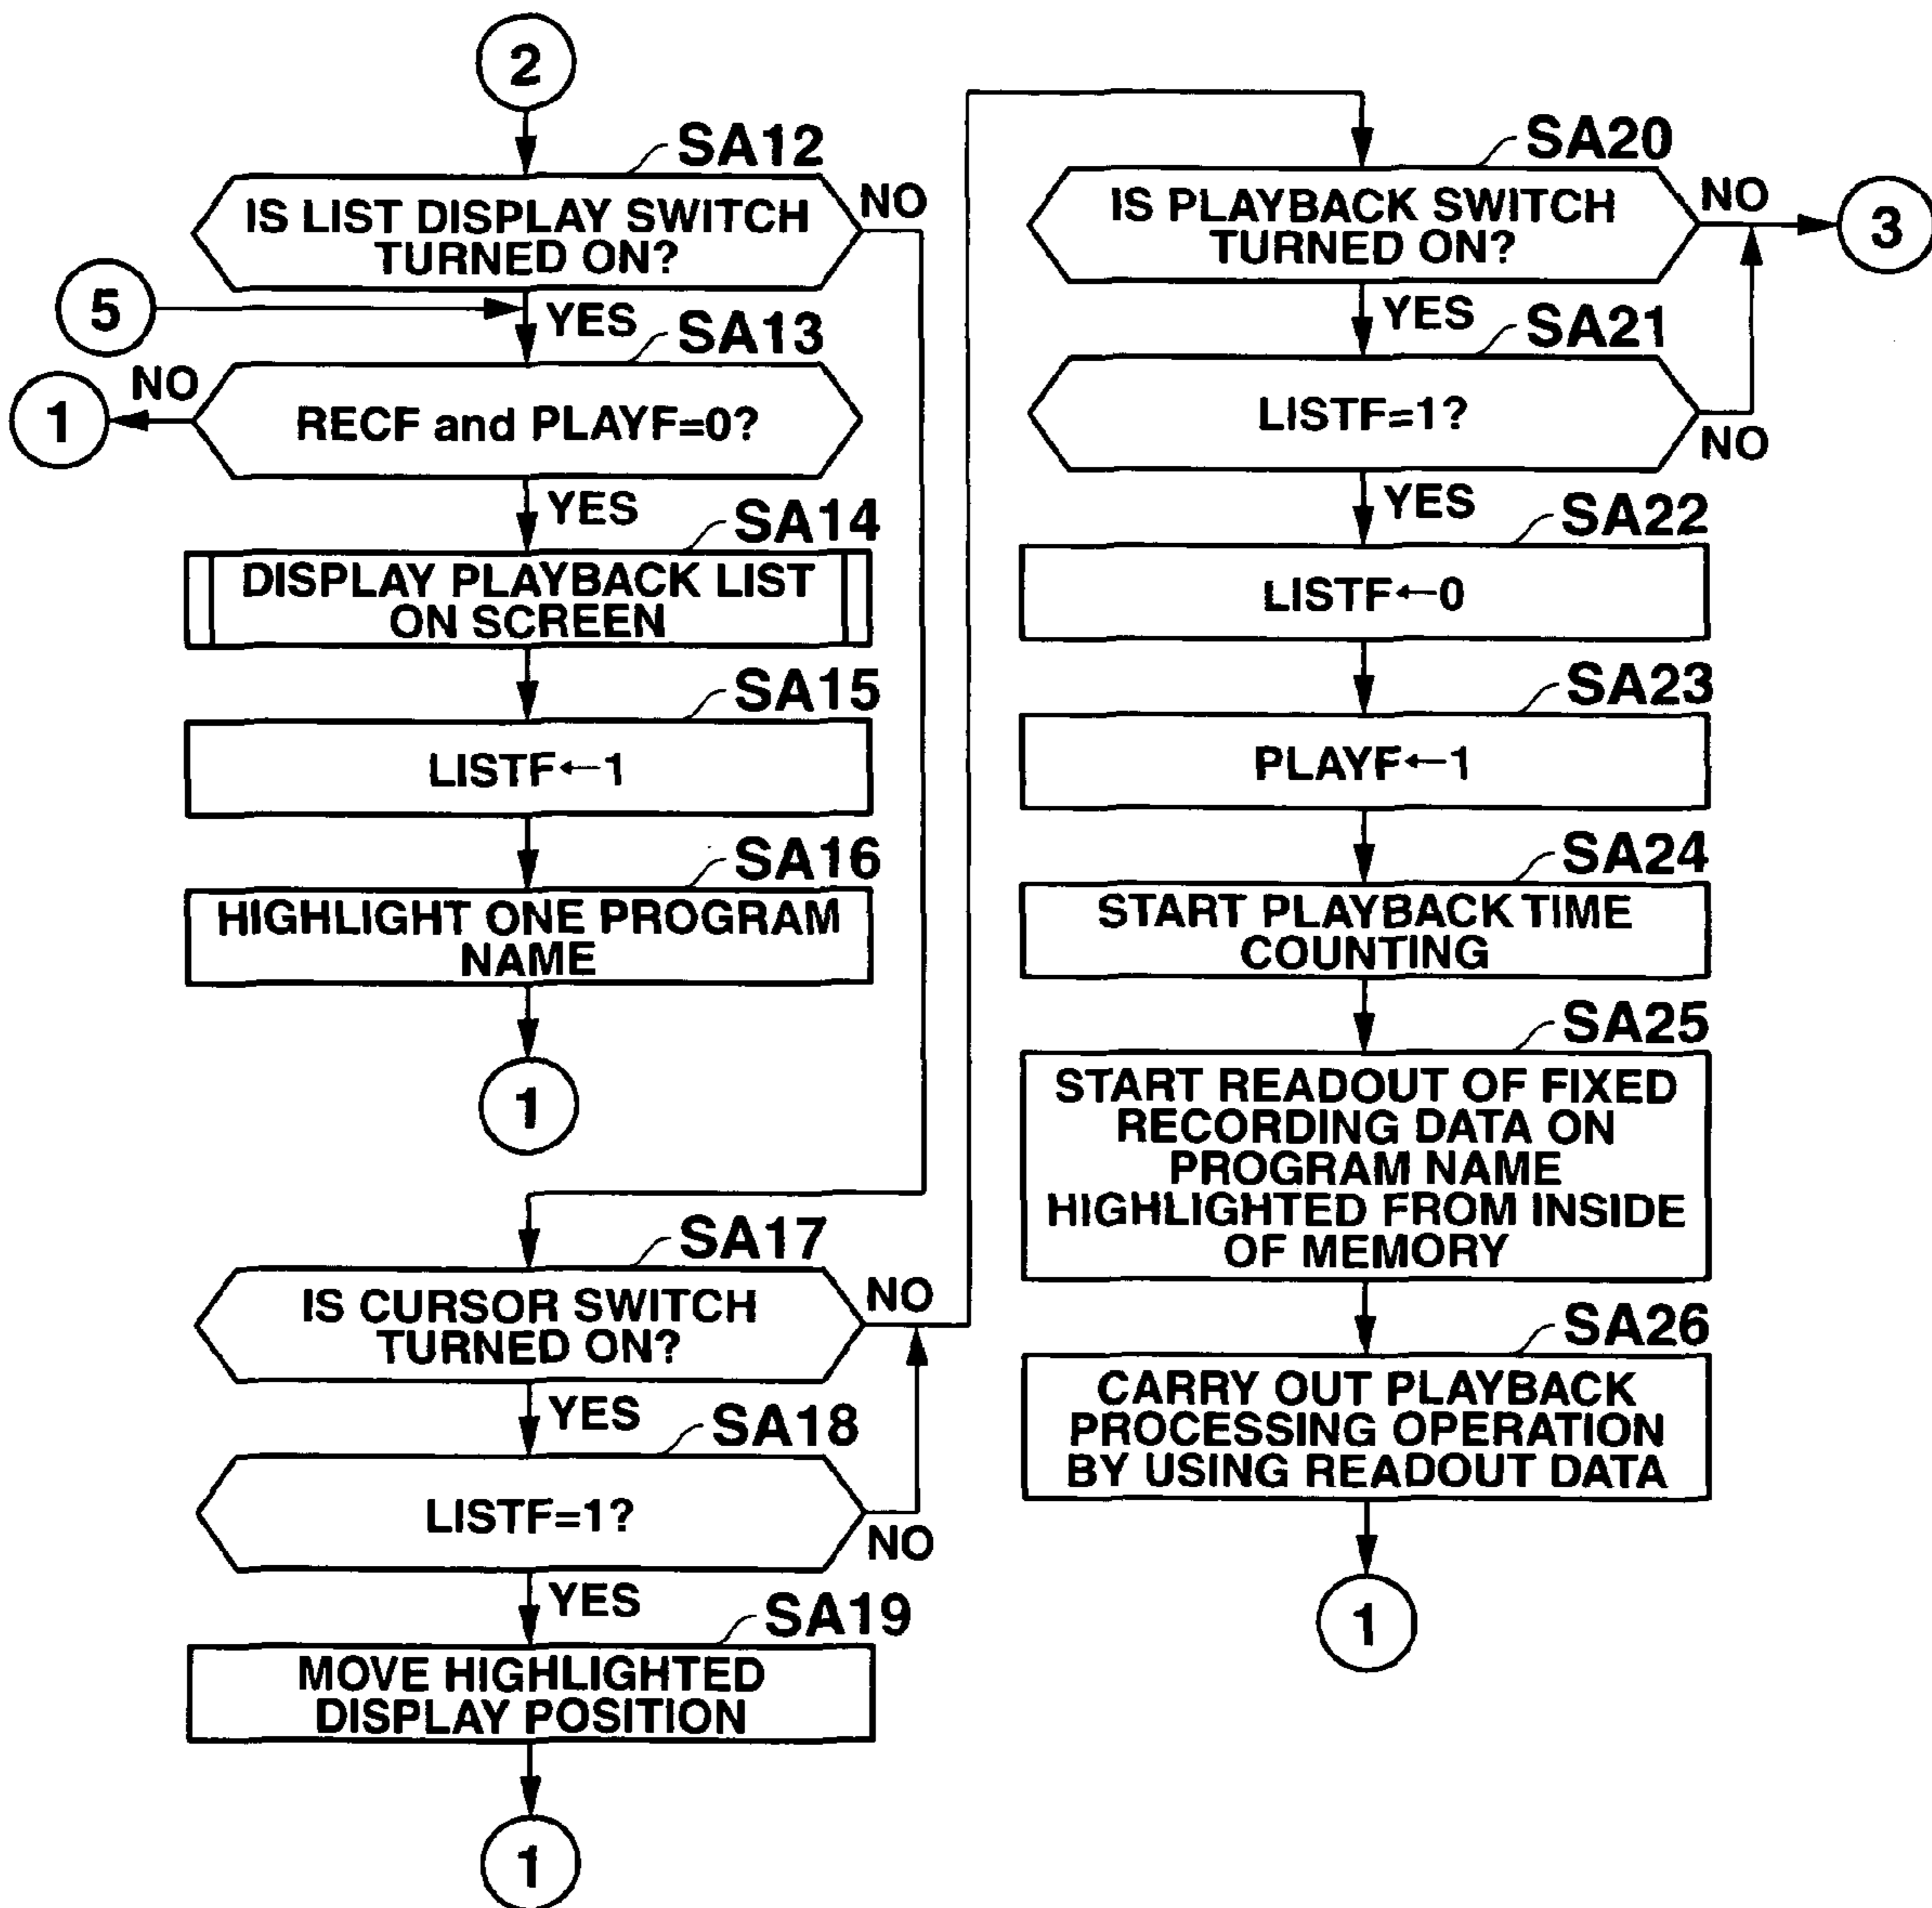 2
SA12
IS LIST DISPLAY SWITCH
TURNED ON?
NO
5
YES
SA13
NO
1
RECF and PLAYF=0?
YES
SA14
DISPLAY PLAYBACK LIST
ON SCREEN
SA15
LISTF←1
SA16
HIGHLIGHT ONE PROGRAM
NAME
1
SA17
IS CURSOR SWITCH
TURNED ON?
NO
YES
SA18
LISTF=1?
NO
YES
SA19
MOVE HIGHLIGHTED
DISPLAY POSITION
1
SA20
IS PLAYBACK SWITCH
TURNED ON?
NO
3
YES
SA21
LISTF=1?
NO
YES
SA22
LISTF←0
SA23
PLAYF←1
SA24
START PLAYBACK TIME
COUNTING
SA25
START READOUT OF FIXED
RECORDING DATA ON
PROGRAM NAME
HIGHLIGHTED FROM INSIDE
OF MEMORY
SA26
CARRY OUT PLAYBACK
PROCESSING OPERATION
BY USING READOUT DATA
1